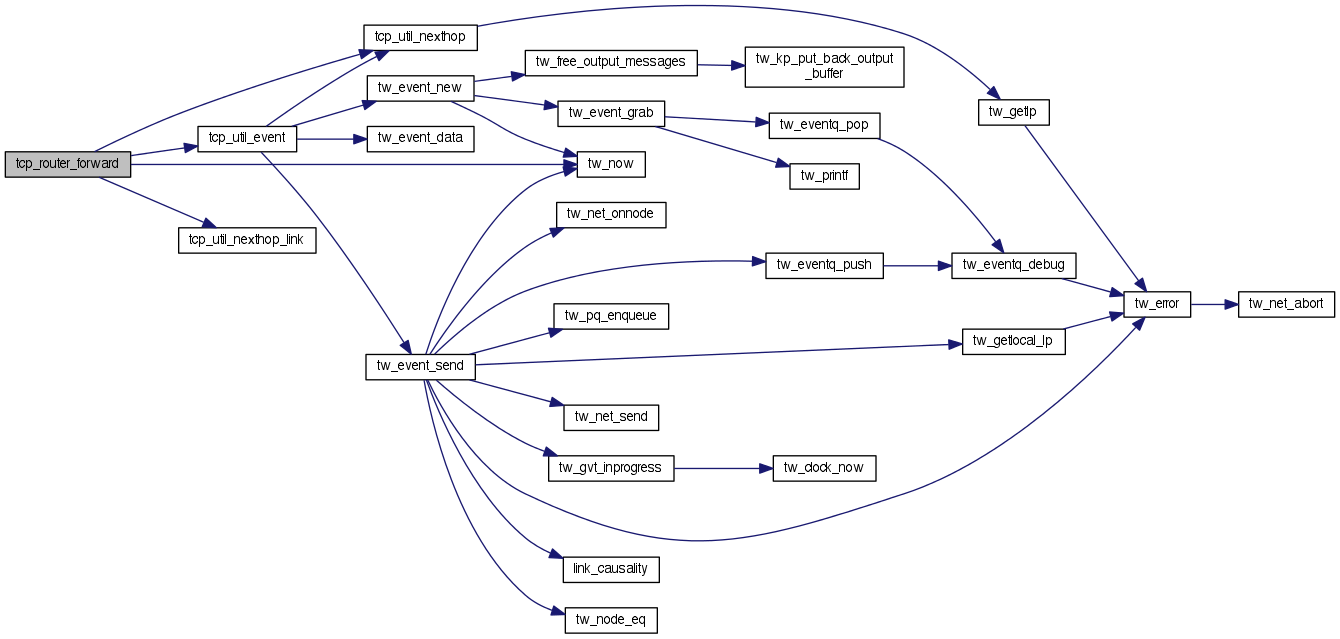 tcp_util_nexthop
tw_free_output_messages
tw_kp_put_back_output
_buffer
tw_event_new
tw_getlp
tw_event_grab
tw_eventq_pop
tcp_util_event
tw_event_data
tcp_router_forward
tw_now
tw_printf
tw_net_onnode
tcp_util_nexthop_link
tw_eventq_push
tw_eventq_debug
tw_error
tw_net_abort
tw_pq_enqueue
tw_getlocal_lp
tw_event_send
tw_net_send
tw_gvt_inprogress
tw_clock_now
link_causality
tw_node_eq